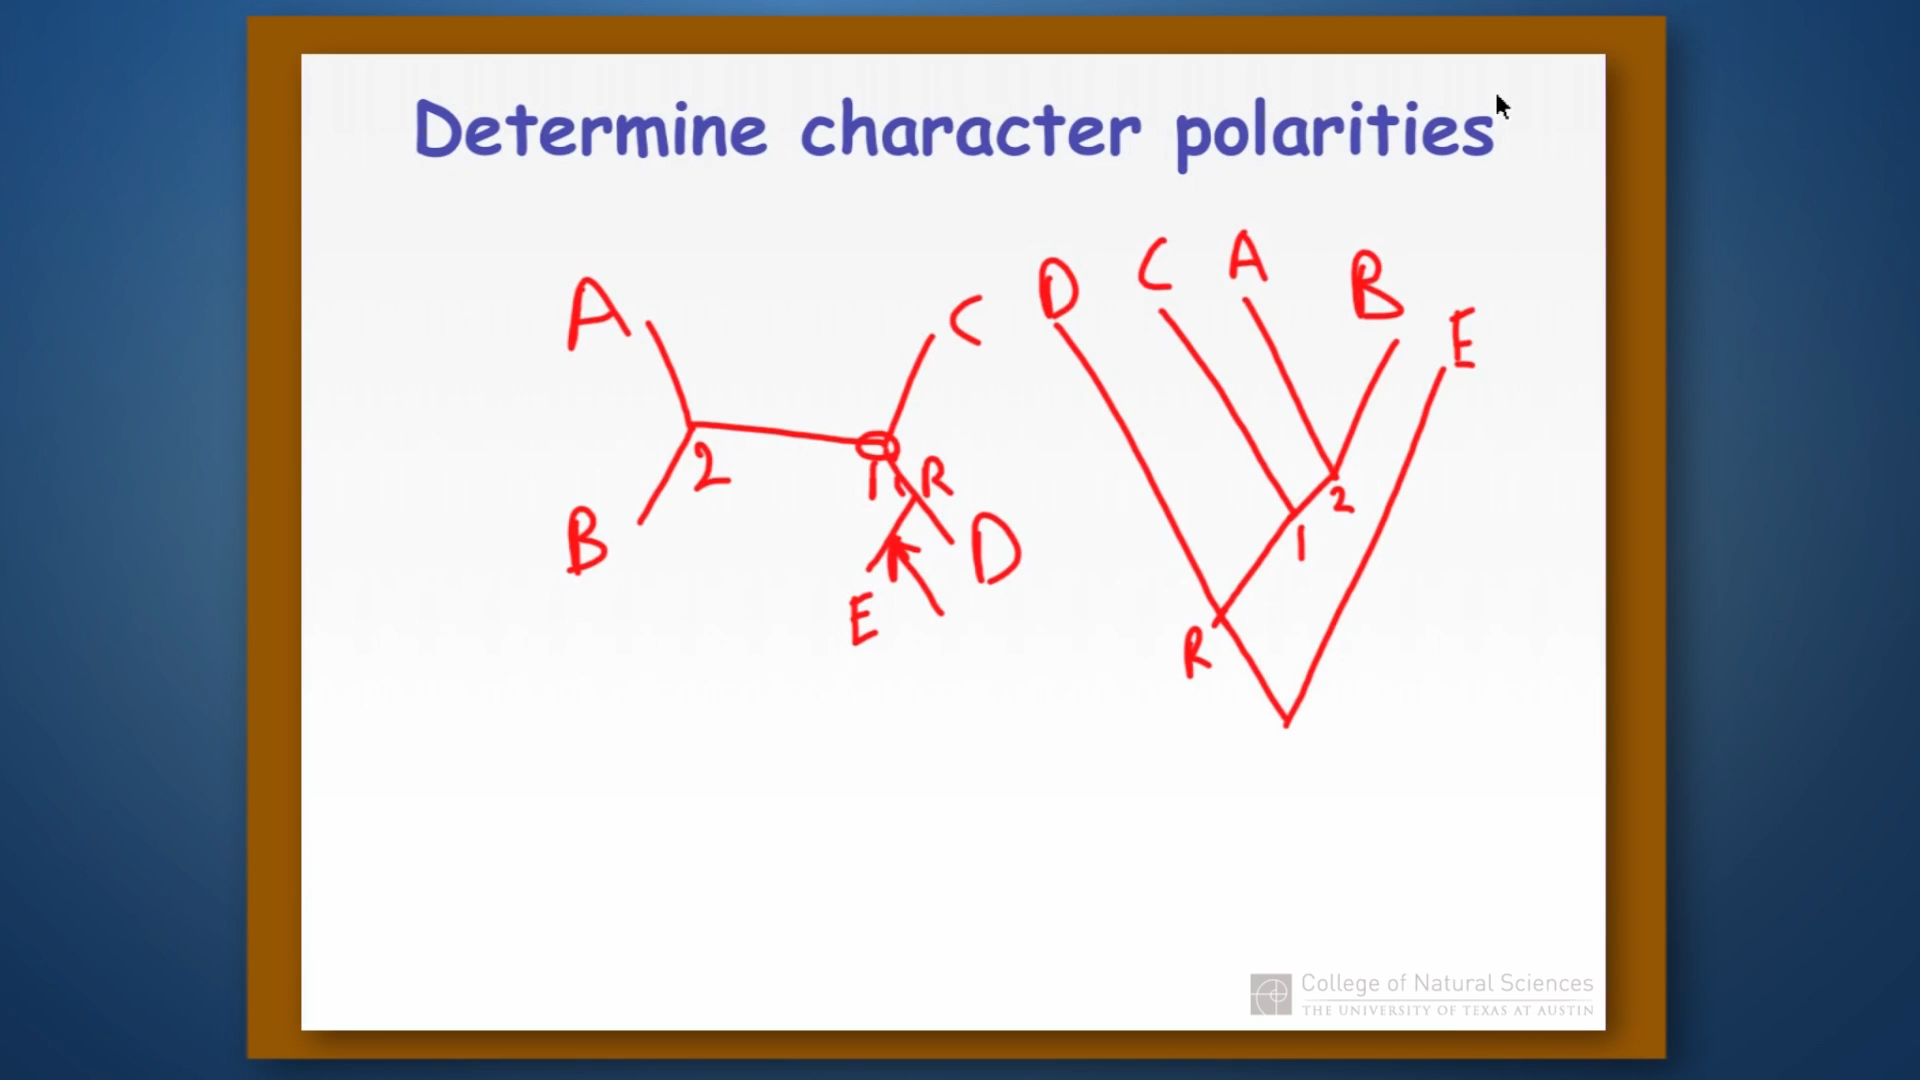 Determine character polarities
A
C
2
1
R
B
D
E
D
C
A
B
E
2
1
R
College of Natural Sciences
THE UNIVERSITY OF TEXAS AT AUSTIN